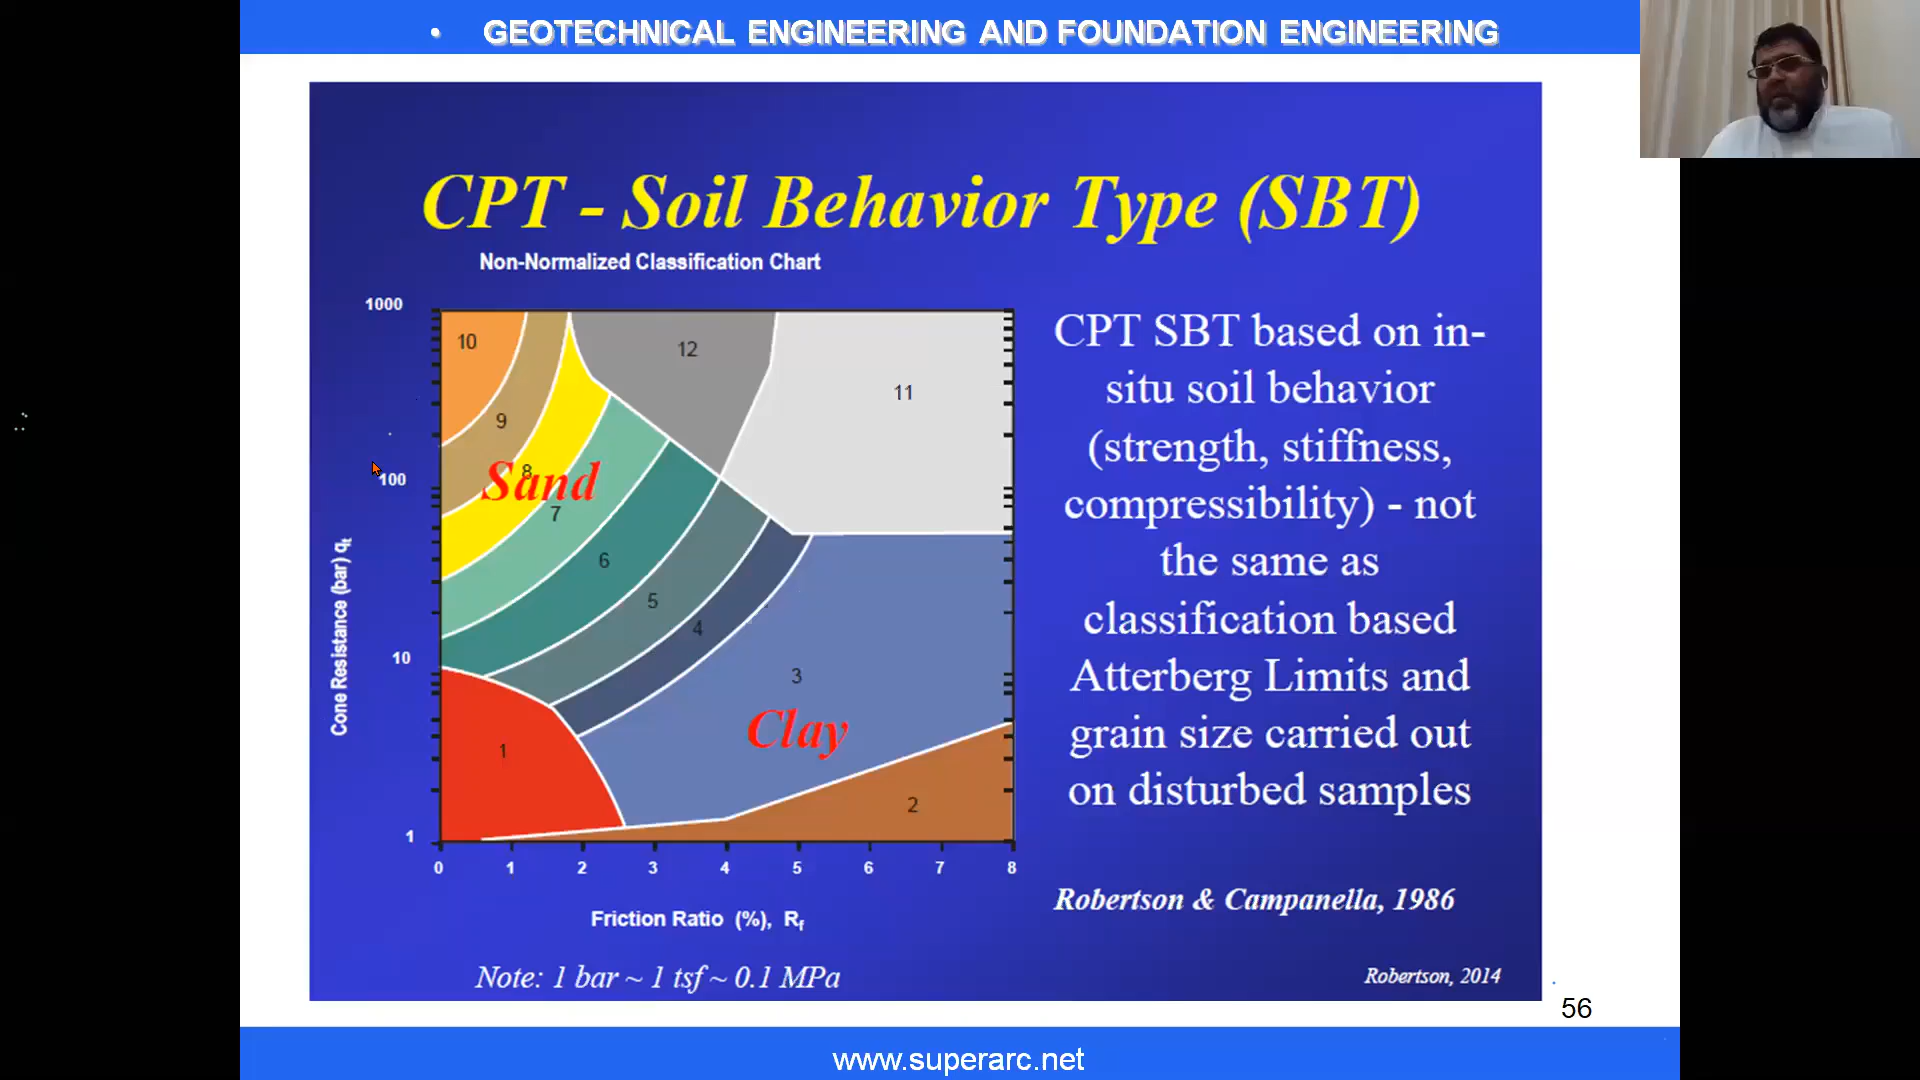 • GEOTECHNICAL ENGINEERING AND FOUNDATION ENGINEERING
CPT - Soil Behavior Type (SBT)
Non-Normalized Classification Chart
1000
100
10
1
Cone Resistance (bar) qt
10
12
11
9
8
Sand
7
6
5
4
3
Clay
1
2
0 1 2 3 4 5 6 7 8
Friction Ratio (%), Rf
Note: 1 bar ~ 1 tsf ~ 0.1 MPa
CPT SBT based on in-
situ soil behavior
(strength, stiffness,
compressibility) - not
the same as
classification based
Atterberg Limits and
grain size carried out
on disturbed samples
Robertson & Campanella, 1986
Robertson, 2014
56
www.superarc.net